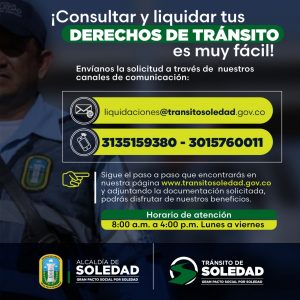 ¡Consultar y liquidar tus
DERECHOS DE TRÁNSITO
es muy fácil!
Envíanos la solicitud a través de nuestros
canales de comunicación:
liquidaciones@transitosoledad.gov.co
3135159380 - 3015760011
Sigue el paso a paso que encontrarás en
nuestra página www.transitosoledad.gov.co
y adjuntando la documentación solicitada,
podrás disfrutar de nuestros beneficios.
Horario de atención
8:00 a.m. a 4:00 p.m. Lunes a viernes
ALCALDÍA DE
SOLEDAD
GRAN PACTO SOCIAL POR SOLEDAD
TRÁNSITO DE
SOLEDAD
GRAN PACTO SOCIAL POR SOLEDAD